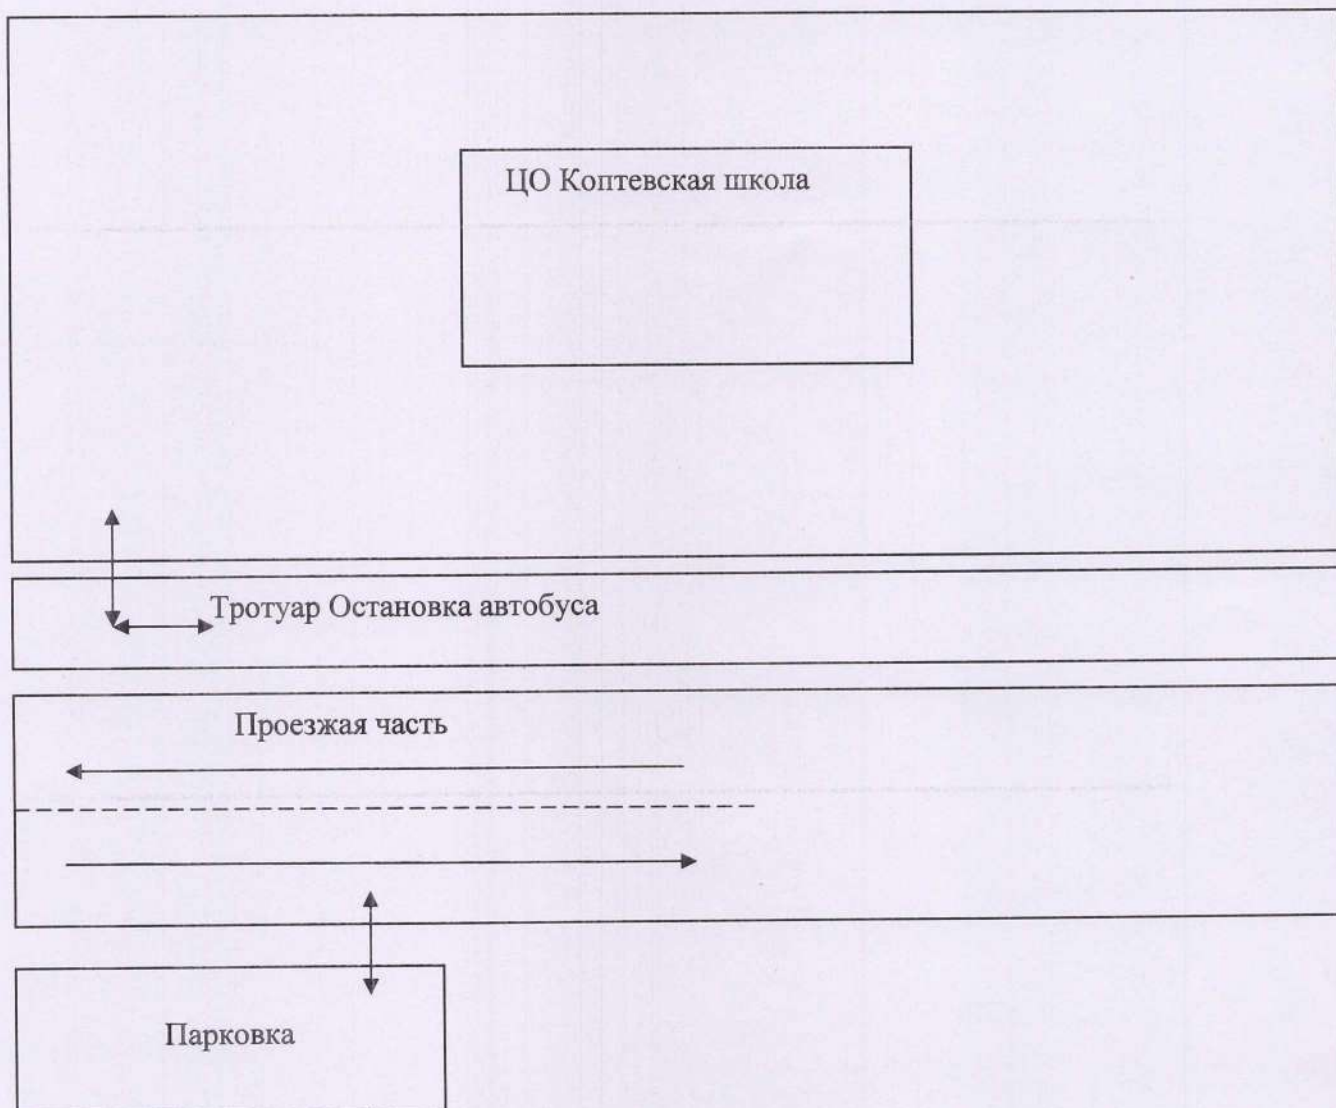 ЦО Коптевская школа
Тротуар Остановка автобуса
Проезжая часть
Парковка